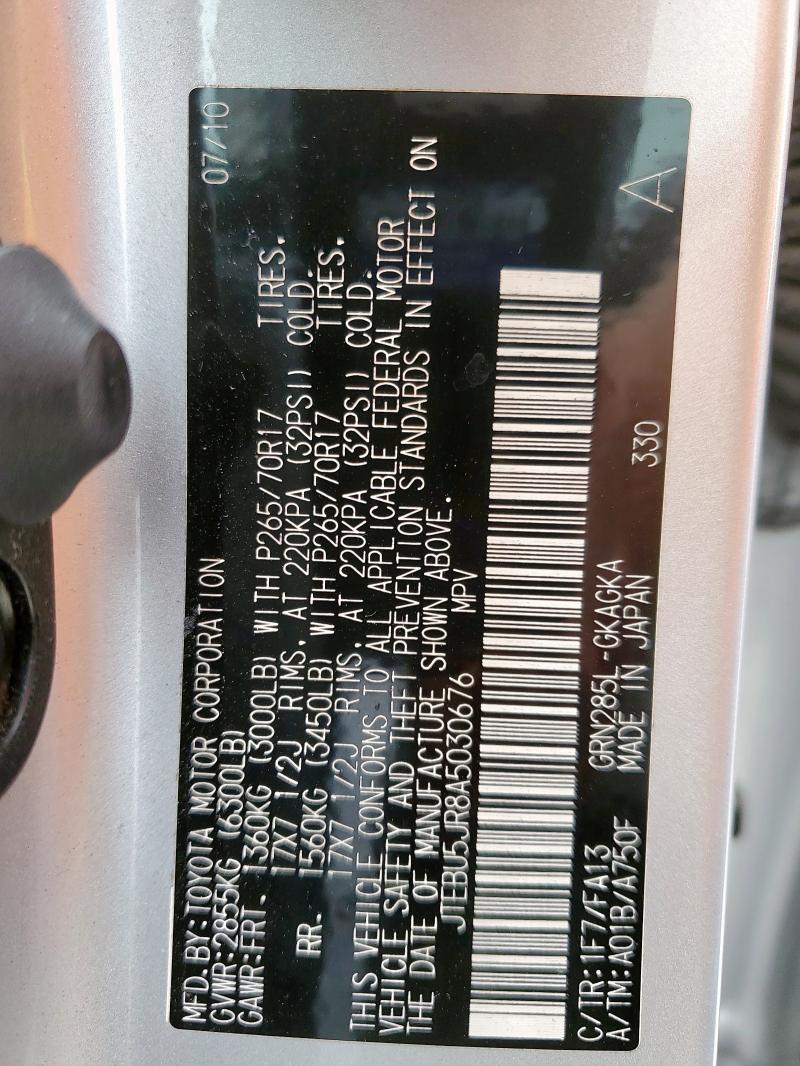 MFD.BY:TOYOTA MOTOR CORPORATION 07/10
GVWR:2855KG (6300LB)
GAWR:FRT. 1360KG (3000LB) WITH P265/70R17 TIRES.
17X7 1/2J RIMS, AT 220KPA (32PSI) COLD.
RR. 1560KG (3450LB) WITH P265/70R17 TIRES.
17X7 1/2J RIMS, AT 220KPA (32PSI) COLD.
THIS VEHICLE CONFORMS TO ALL APPLICABLE FEDERAL MOTOR
VEHICLE SAFETY AND THEFT PREVENTION STANDARDS IN EFFECT ON
THE DATE OF MANUFACTURE SHOWN ABOVE.
JTEBU5JR8A5030676 MPV
C/TR:1F7/FA13 GRN285L-GKAGKA 330 A
A/TM:A01B/A750F MADE IN JAPAN